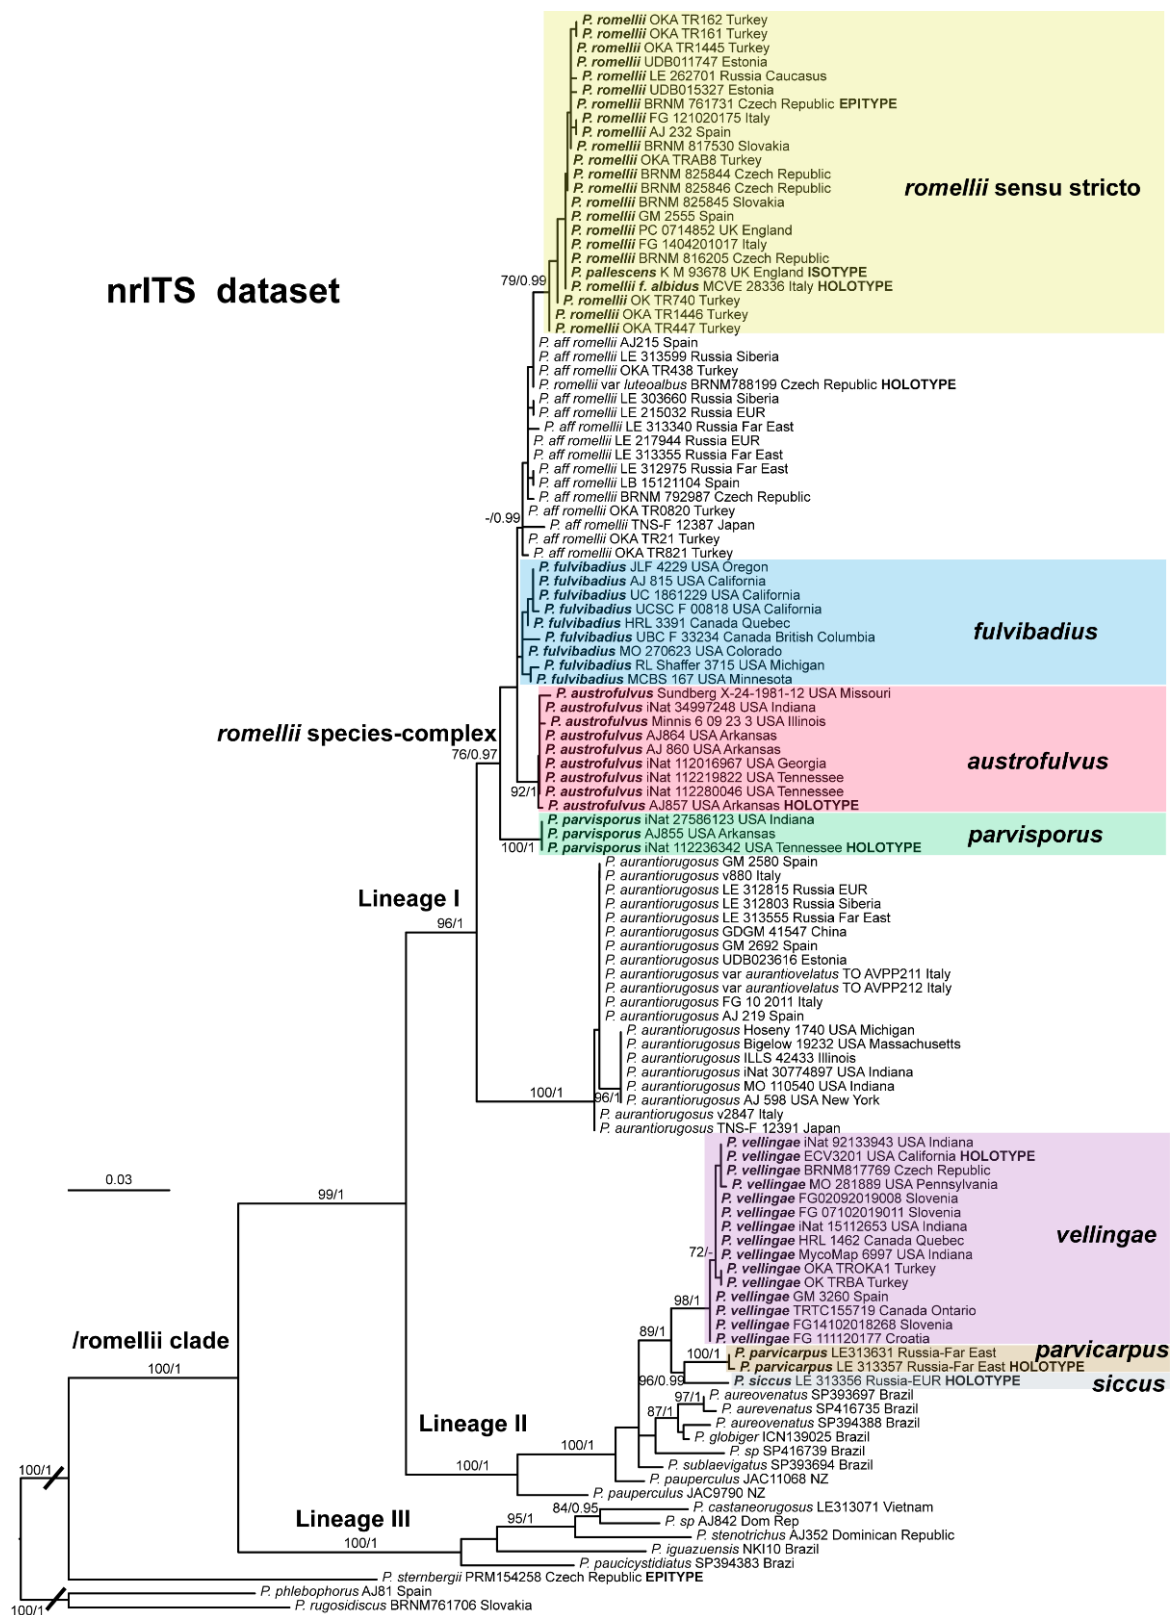 P. romellii OKA TR162 Turkey
P. romellii OKA TR161 Turkey
P. romellii OKA TR1445 Turkey
P. romellii UDB011747 Estonia
P. romellii LE 262701 Russia Caucasus
P. romellii UDB015327 Estonia
P. romellii BRNM 761731 Czech Republic EPITYPE
P. romellii FG 121020175 Italy
P. romellii AJ 232 Spain
P. romellii BRNM 817530 Slovakia
P. romellii OKA TRAB8 Turkey
P. romellii BRNM 825844 Czech Republic
P. romellii BRNM 825846 Czech Republic
romellii sensu stricto
P. romellii BRNM 825845 Slovakia
P. romellii GM 2555 Spain
P. romellii PC 0714852 UK England
P. romellii FG 1404201017 Italy
P. romellii BRNM 816205 Czech Republic
P. pallescens K M 93678 UK England ISOTYPE
79/0.99
P. romellii f. albidus MCVE 28336 Italy HOLOTYPE
nrITS dataset
P. romellii OK TR740 Turkey
P. romellii OKA TR1446 Turkey
P. romellii OKA TR447 Turkey
P. aff romellii AJ215 Spain
P. aff romellii LE 313599 Russia Siberia
P. aff romellii OKA TR438 Turkey
P. romellii var luteoalbus BRNM788199 Czech Republic HOLOTYPE
P. aff romellii LE 303660 Russia Siberia
P. aff romellii LE 215032 Russia EUR
P. aff romellii LE 313340 Russia Far East
P. aff romellii LE 217944 Russia EUR
P. aff romellii LE 313355 Russia Far East
P. aff romellii LE 312975 Russia Far East
P. aff romellii LB 15121104 Spain
P. aff romellii BRNM 792987 Czech Republic
P. aff romellii OKA TR0820 Turkey
-/0.99
P. aff romellii TNS-F 12387 Japan
P. aff romellii OKA TR21 Turkey
P. aff romellii OKA TR821 Turkey
P. fulvibadius JLF 4229 USA Oregon
P. fulvibadius AJ 815 USA California
P. fulvibadius UC 1861229 USA California
P. fulvibadius UCSC F 00818 USA California
P. fulvibadius HRL 3391 Canada Quebec
fulvibadius
P. fulvibadius UBC F 33234 Canada British Columbia
P. fulvibadius MO 270623 USA Colorado
P. fulvibadius RL Shaffer 3715 USA Michigan
P. fulvibadius MCBS 167 USA Minnesota
P. austrofulvus Sundberg X-24-1981-12 USA Missouri
P. austrofulvus iNat 34997248 USA Indiana
P. austrofulvus Minnis 6 09 23 3 USA Illinois
romellii species-complex
P. austrofulvus AJ864 USA Arkansas
76/0.97
P. austrofulvus AJ 860 USA Arkansas
austrofulvus
P. austrofulvus iNat 112016967 USA Georgia
P. austrofulvus iNat 112219822 USA Tennessee
92/1
P. austrofulvus iNat 112280046 USA Tennessee
P. austrofulvus AJ857 USA Arkansas HOLOTYPE
P. parvisporus iNat 27586123 USA Indiana
P. parvisporus AJ855 USA Arkansas
parvisporus
100/1
P. parvisporus iNat 112236342 USA Tennessee HOLOTYPE
P. aurantiorugosus GM 2580 Spain
P. aurantiorugosus v880 Italy
P. aurantiorugosus LE 312815 Russia EUR
Lineage I
P. aurantiorugosus LE 312803 Russia Siberia
P. aurantiorugosus LE 313555 Russia Far East
96/1
P. aurantiorugosus GDGM 41547 China
P. aurantiorugosus GM 2692 Spain
P. aurantiorugosus UDB023616 Estonia
P. aurantiorugosus var aurantiovelatus TO AVPP211 Italy
P. aurantiorugosus var aurantiovelatus TO AVPP212 Italy
P. aurantiorugosus FG 10 2011 Italy
P. aurantiorugosus AJ 219 Spain
P. aurantiorugosus Hoseny 1740 USA Michigan
P. aurantiorugosus Bigelow 19232 USA Massachusetts
P. aurantiorugosus ILLS 42433 Illinois
P. aurantiorugosus iNat 30774897 USA Indiana
P. aurantiorugosus MO 110540 USA Indiana
100/1
96/1
P. aurantiorugosus AJ 598 USA New York
P. aurantiorugosus v2847 Italy
P. aurantiorugosus TNS-F 12391 Japan
P. vellingae iNat 92133943 USA Indiana
P. vellingae ECV3201 USA California HOLOTYPE
P. vellingae BRNM817769 Czech Republic
0.03
P. vellingae MO 281889 USA Pennsylvania
99/1
P. vellingae FG02092019008 Slovenia
P. vellingae FG 07102019011 Slovenia
P. vellingae iNat 15112653 USA Indiana
vellingae
P. vellingae HRL 1462 Canada Quebec
72/-
P. vellingae MycoMap 6997 USA Indiana
P. vellingae OKA TROKA1 Turkey
P. vellingae OK TRBA Turkey
98/1
P. vellingae GM 3260 Spain
P. vellingae TRTC155719 Canada Ontario
P. vellingae FG14102018268 Slovenia
/romellii clade
89/1
P. vellingae FG 111120177 Croatia
parvicarpus
100/1
P. parvicarpus LE313631 Russia-Far East
100/1
P. parvicarpus LE 313357 Russia-Far East HOLOTYPE
96/0.99
P. siccus LE 313356 Russia-EUR HOLOTYPE
siccus
97/1
P. aureovenatus SP393697 Brazil
P. aurevenatus SP416735 Brazil
Lineage II
87/1
P. aureovenatus SP394388 Brazil
P. globiger ICN139025 Brazil
100/1
P. sp SP416739 Brazil
100/1
P. sublaevigatus SP393694 Brazil
100/1
P. pauperculus JAC11068 NZ
P. pauperculus JAC9790 NZ
84/0.95
P. castaneorugosus LE313071 Vietnam
Lineage III
95/1
P. sp AJ842 Dom Rep
P. stenotrichus AJ352 Dominican Republic
100/1
P. iguazuensis NKI10 Brazil
P. paucicystidiatus SP394383 Brazi
P. sternbergii PRM154258 Czech Republic EPITYPE
P. phlebophorus AJ81 Spain
100/1
P. rugosidiscus BRNM761706 Slovakia